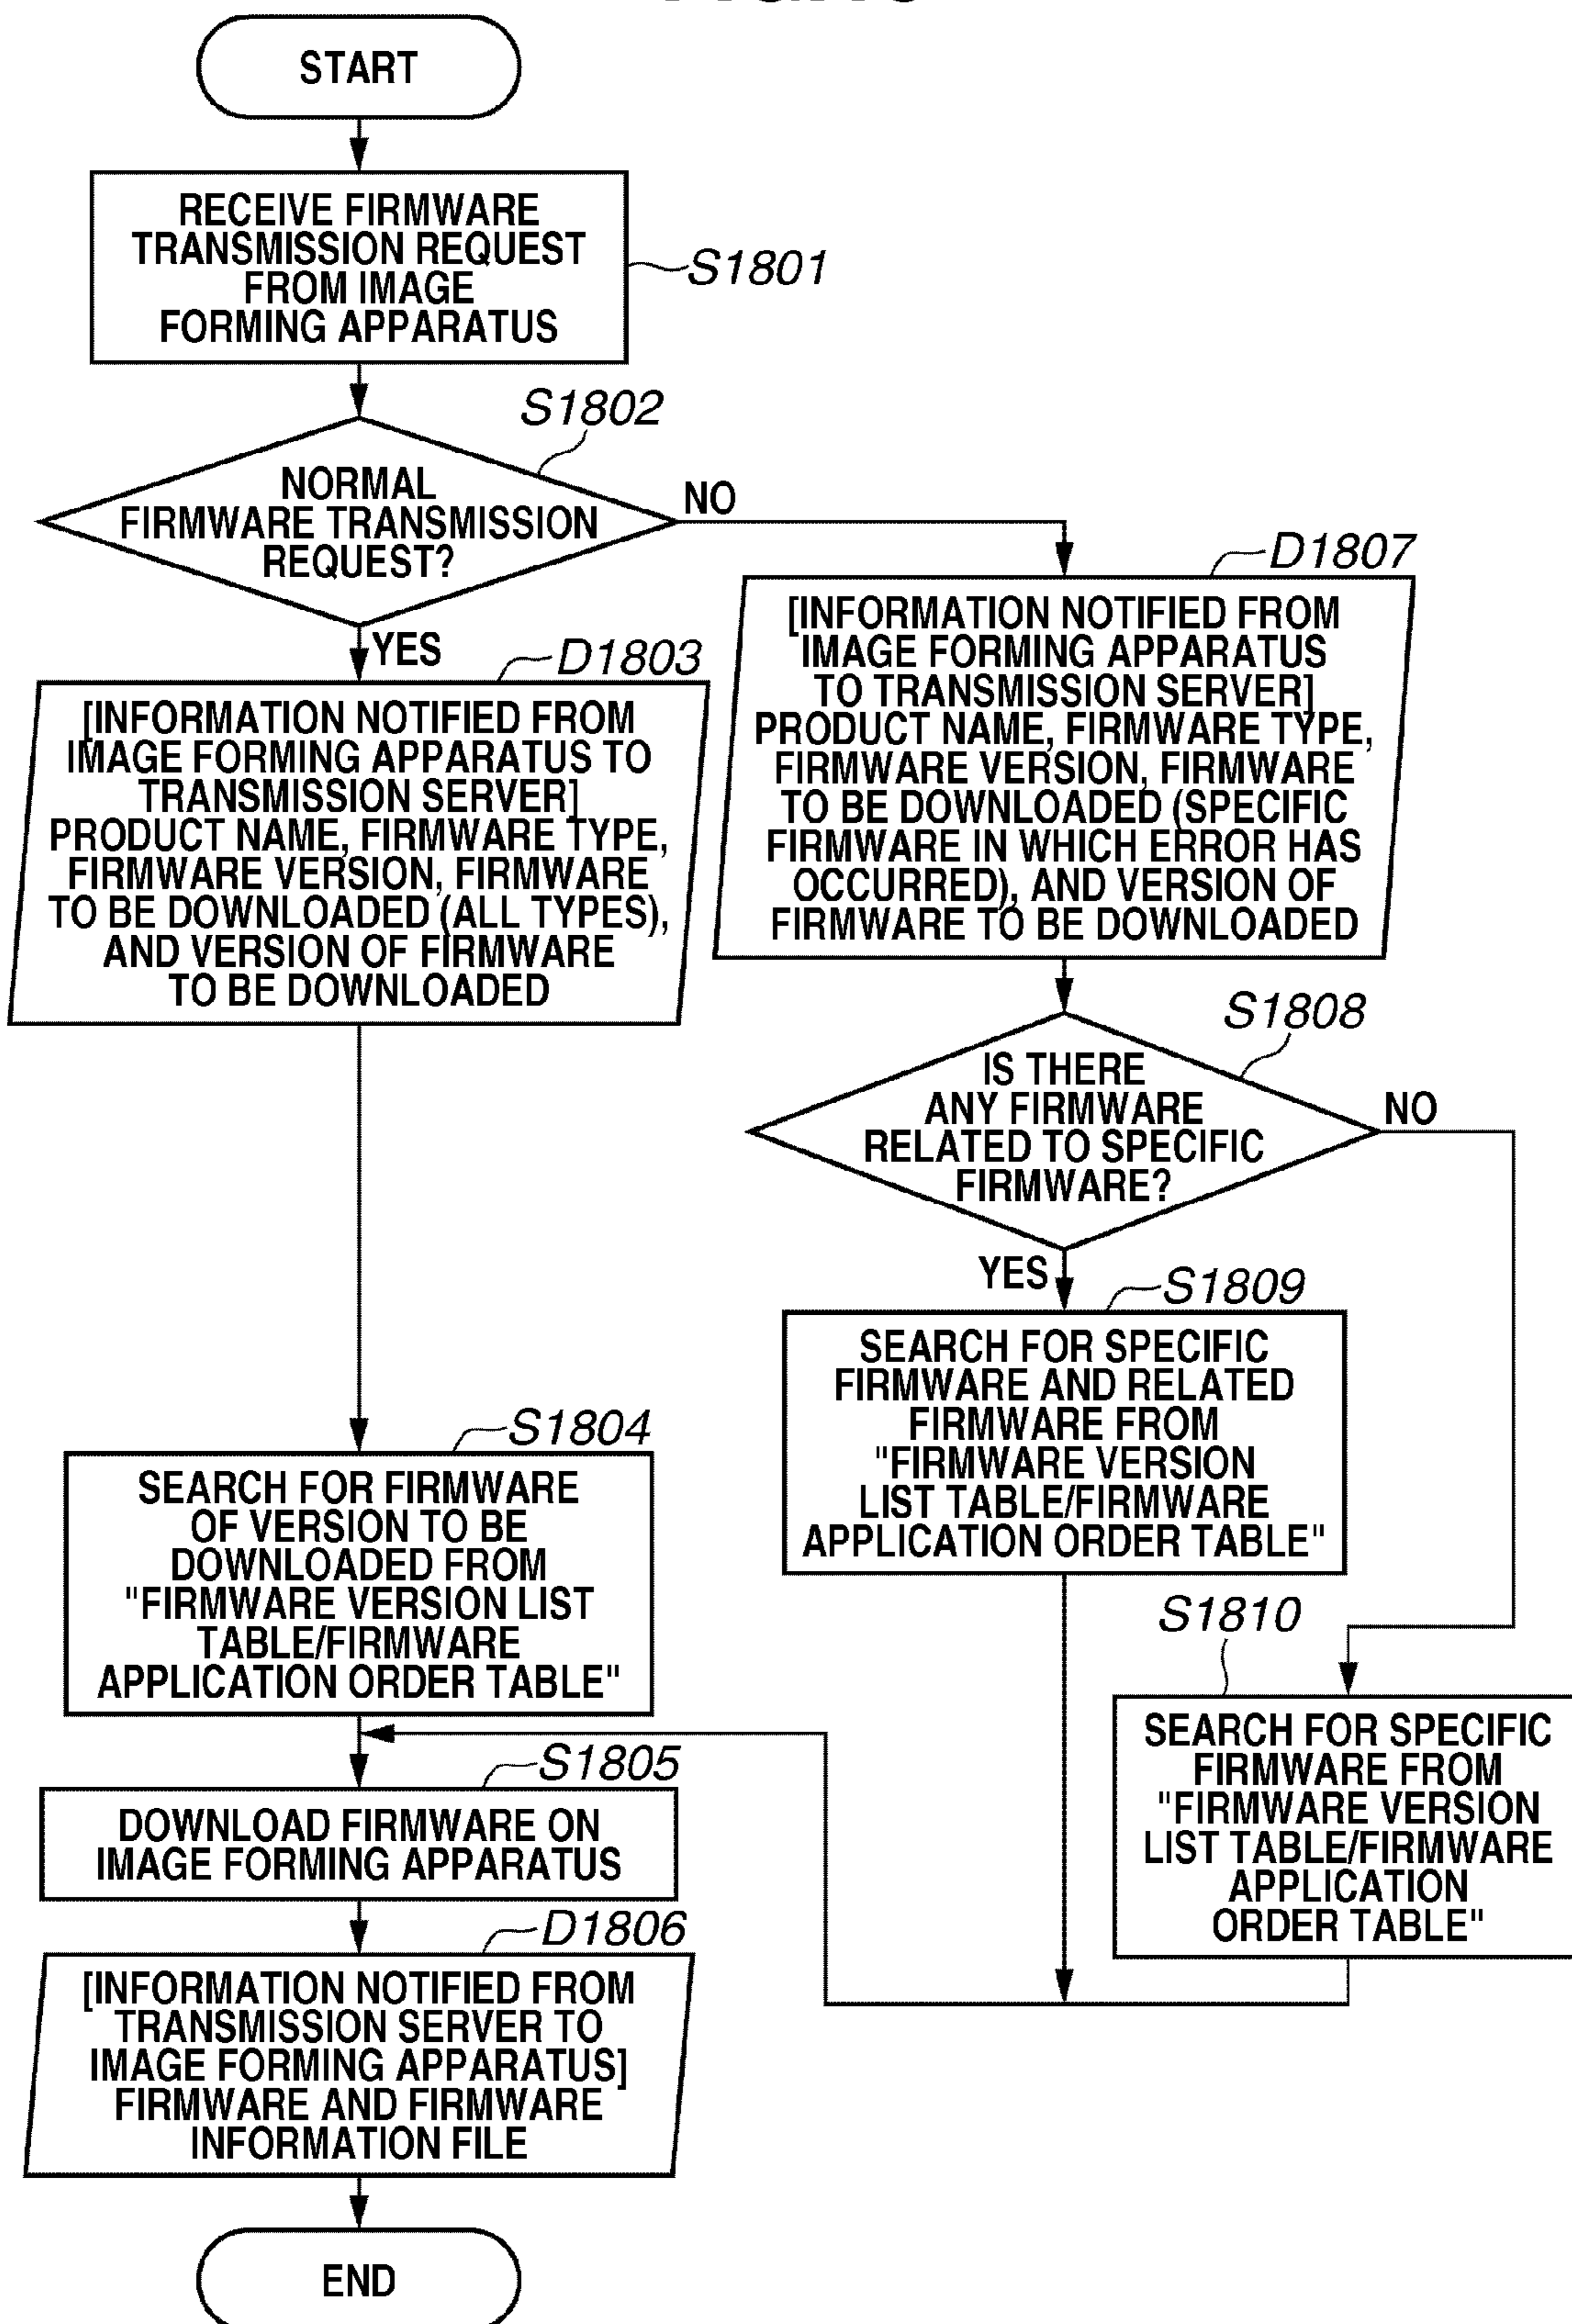 START
RECEIVE FIRMWARE
TRANSMISSION REQUEST
FROM IMAGE
FORMING APPARATUS
S1801
S1802
NORMAL
FIRMWARE TRANSMISSION
REQUEST?
NO
YES
D1803
[INFORMATION NOTIFIED FROM
IMAGE FORMING APPARATUS TO
TRANSMISSION SERVER]
PRODUCT NAME, FIRMWARE TYPE,
FIRMWARE VERSION, FIRMWARE
TO BE DOWNLOADED (ALL TYPES),
AND VERSION OF FIRMWARE
TO BE DOWNLOADED
D1807
[INFORMATION NOTIFIED FROM
IMAGE FORMING APPARATUS
TO TRANSMISSION SERVER]
PRODUCT NAME, FIRMWARE TYPE,
FIRMWARE VERSION, FIRMWARE
TO BE DOWNLOADED (SPECIFIC
FIRMWARE IN WHICH ERROR HAS
OCCURRED), AND VERSION OF
FIRMWARE TO BE DOWNLOADED
S1808
IS THERE
ANY FIRMWARE
RELATED TO SPECIFIC
FIRMWARE?
NO
YES
S1809
SEARCH FOR SPECIFIC
FIRMWARE AND RELATED
FIRMWARE FROM
"FIRMWARE VERSION
LIST TABLE/FIRMWARE
APPLICATION ORDER TABLE"
S1804
SEARCH FOR FIRMWARE
OF VERSION TO BE
DOWNLOADED FROM
"FIRMWARE VERSION LIST
TABLE/FIRMWARE
APPLICATION ORDER TABLE"
S1810
SEARCH FOR SPECIFIC
FIRMWARE FROM
"FIRMWARE VERSION
LIST TABLE/FIRMWARE
APPLICATION
ORDER TABLE"
S1805
DOWNLOAD FIRMWARE ON
IMAGE FORMING APPARATUS
D1806
[INFORMATION NOTIFIED FROM
TRANSMISSION SERVER TO
IMAGE FORMING APPARATUS]
FIRMWARE AND FIRMWARE
INFORMATION FILE
END